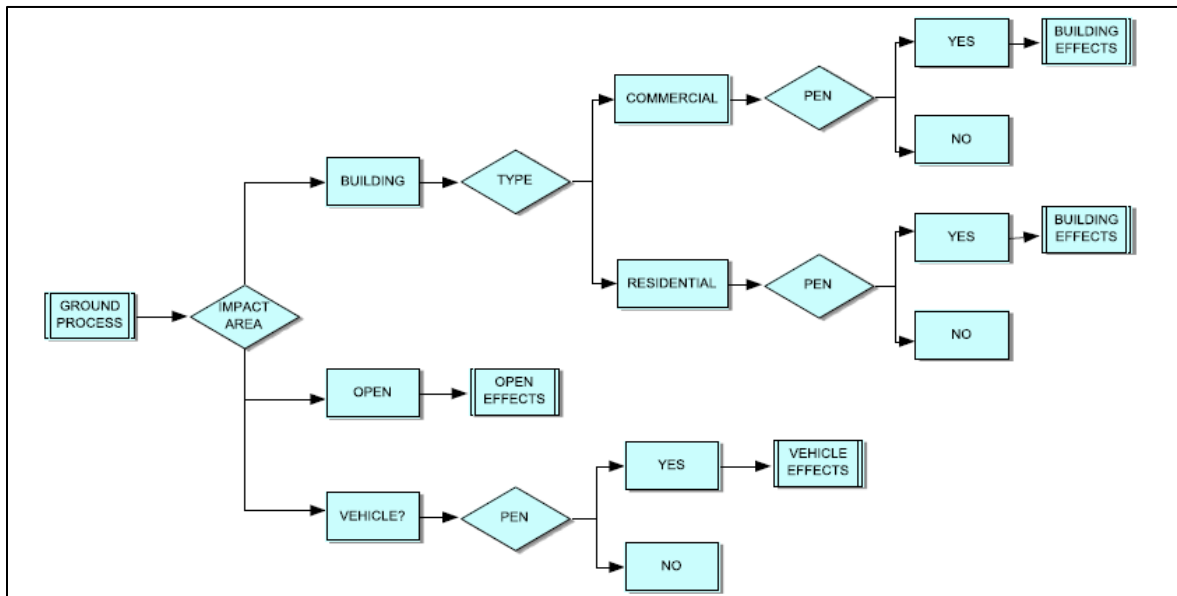 GROUND
PROCESS
IMPACT
AREA
BUILDING
TYPE
COMMERCIAL
PEN
YES
BUILDING
EFFECTS
NO
RESIDENTIAL
PEN
YES
BUILDING
EFFECTS
NO
OPEN
OPEN
EFFECTS
VEHICLE?
PEN
YES
VEHICLE
EFFECTS
NO